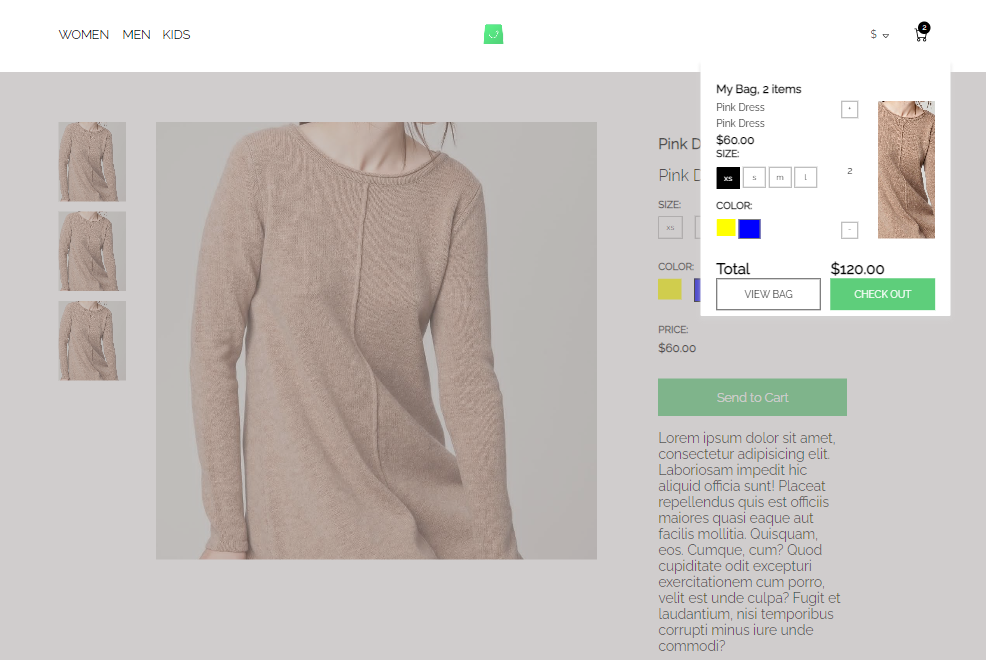 WOMEN MEN KIDS
$
2
My Bag, 2 items
Pink Dress
Pink Dress
$60.00
SIZE:
xs s m l
COLOR:
+
2
-
Total $120.00
VIEW BAG CHECK OUT
Pink D
Pink D
SIZE:
xs
COLOR:
PRICE:
$60.00
Send to Cart
Lorem ipsum dolor sit amet,
consectetur adipisicing elit.
Laboriosam impedit hic
aliquid officia sunt! Placeat
repellendus quis est officiis
maiores quasi eaque aut
facilis mollitia. Quisquam,
eos. Cumque, cum? Quod
cupiditate odit excepturi
exercitationem cum porro,
velit est unde culpa? Fugit et
laudantium, nisi temporibus
corrupti minus iure unde
commodi?